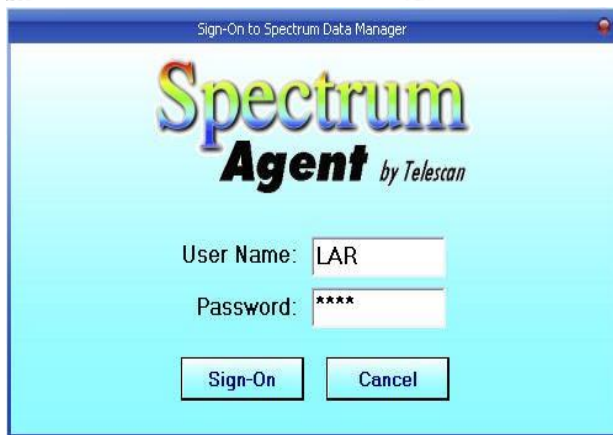 Sign-On to Spectrum Data Manager
Spectrum
Agent by Telescan
User Name: LAR
Password: ****
Sign-On Cancel